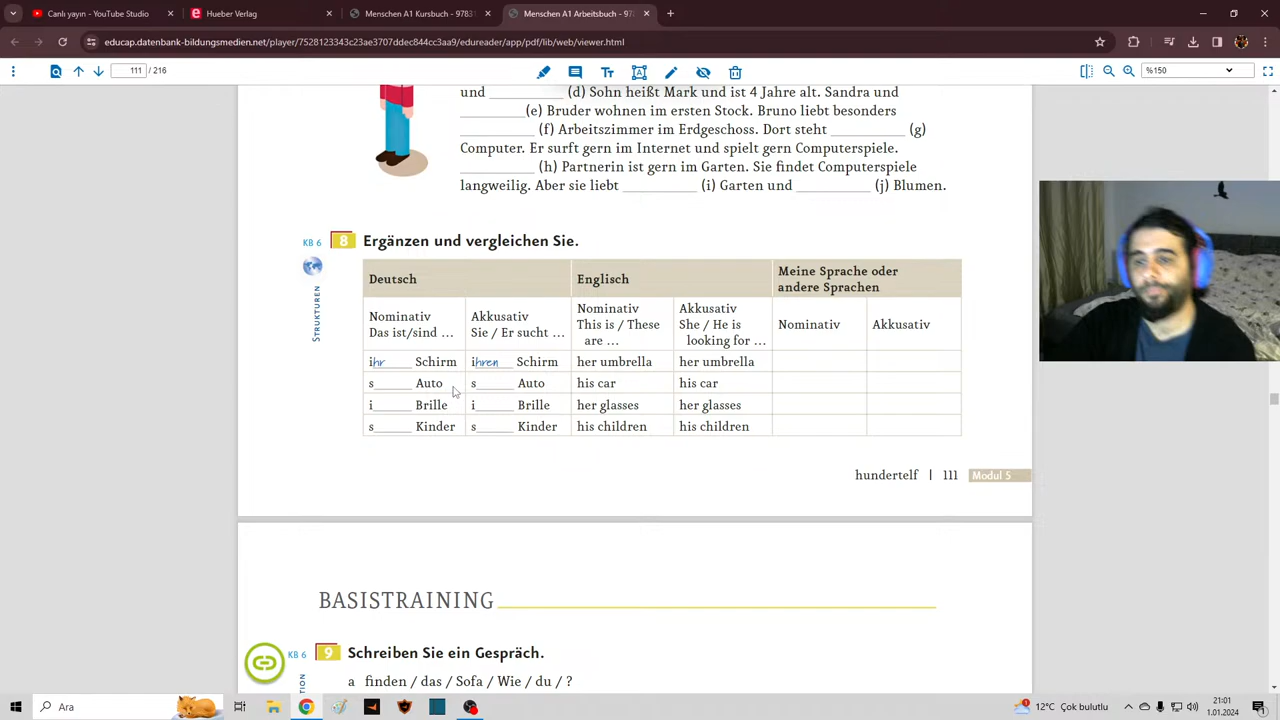 Canlı yayın - YouTube Studio
Hueber Verlag
Menschen A1 Kursbuch - 9783
Menschen A1 Arbeitsbuch - 978
educap.datenbank-bildungsmedien.net/player/7528123343c23ae3707ddec844cc3aa9/edureader/app/pdf/lib/web/viewer.html
111 / 216
%150
und ________ (d) Sohn heißt Mark und ist 4 Jahre alt. Sandra und
________(e) Bruder wohnen im ersten Stock. Bruno liebt besonders
________ (f) Arbeitszimmer im Erdgeschoss. Dort steht ________ (g)
Computer. Er surft gern im Internet und spielt gern Computerspiele.
________ (h) Partnerin ist gern im Garten. Sie findet Computerspiele
langweilig. Aber sie liebt ________ (i) Garten und ________ (j) Blumen.
KB 6
8
Ergänzen und vergleichen Sie.
STRUKTUREN
Deutsch
Englisch
Meine Sprache oder
andere Sprachen
Nominativ
Das ist/sind ...
Akkusativ
Sie / Er sucht ...
Nominativ
This is / These
are ...
Akkusativ
She / He is
looking for ...
Nominativ
Akkusativ
ihr Schirm
ihren Schirm
her umbrella
her umbrella
s______ Auto
s______ Auto
his car
his car
i______ Brille
i______ Brille
her glasses
her glasses
s______ Kinder
s______ Kinder
his children
his children
hundertelf | 111 Modul 5
BASISTRAINING
KB 6
9
Schreiben Sie ein Gespräch.
a finden / das / Sofa / Wie / du / ?
Ara
12°C Çok bulutlu
21:01
1.01.2024